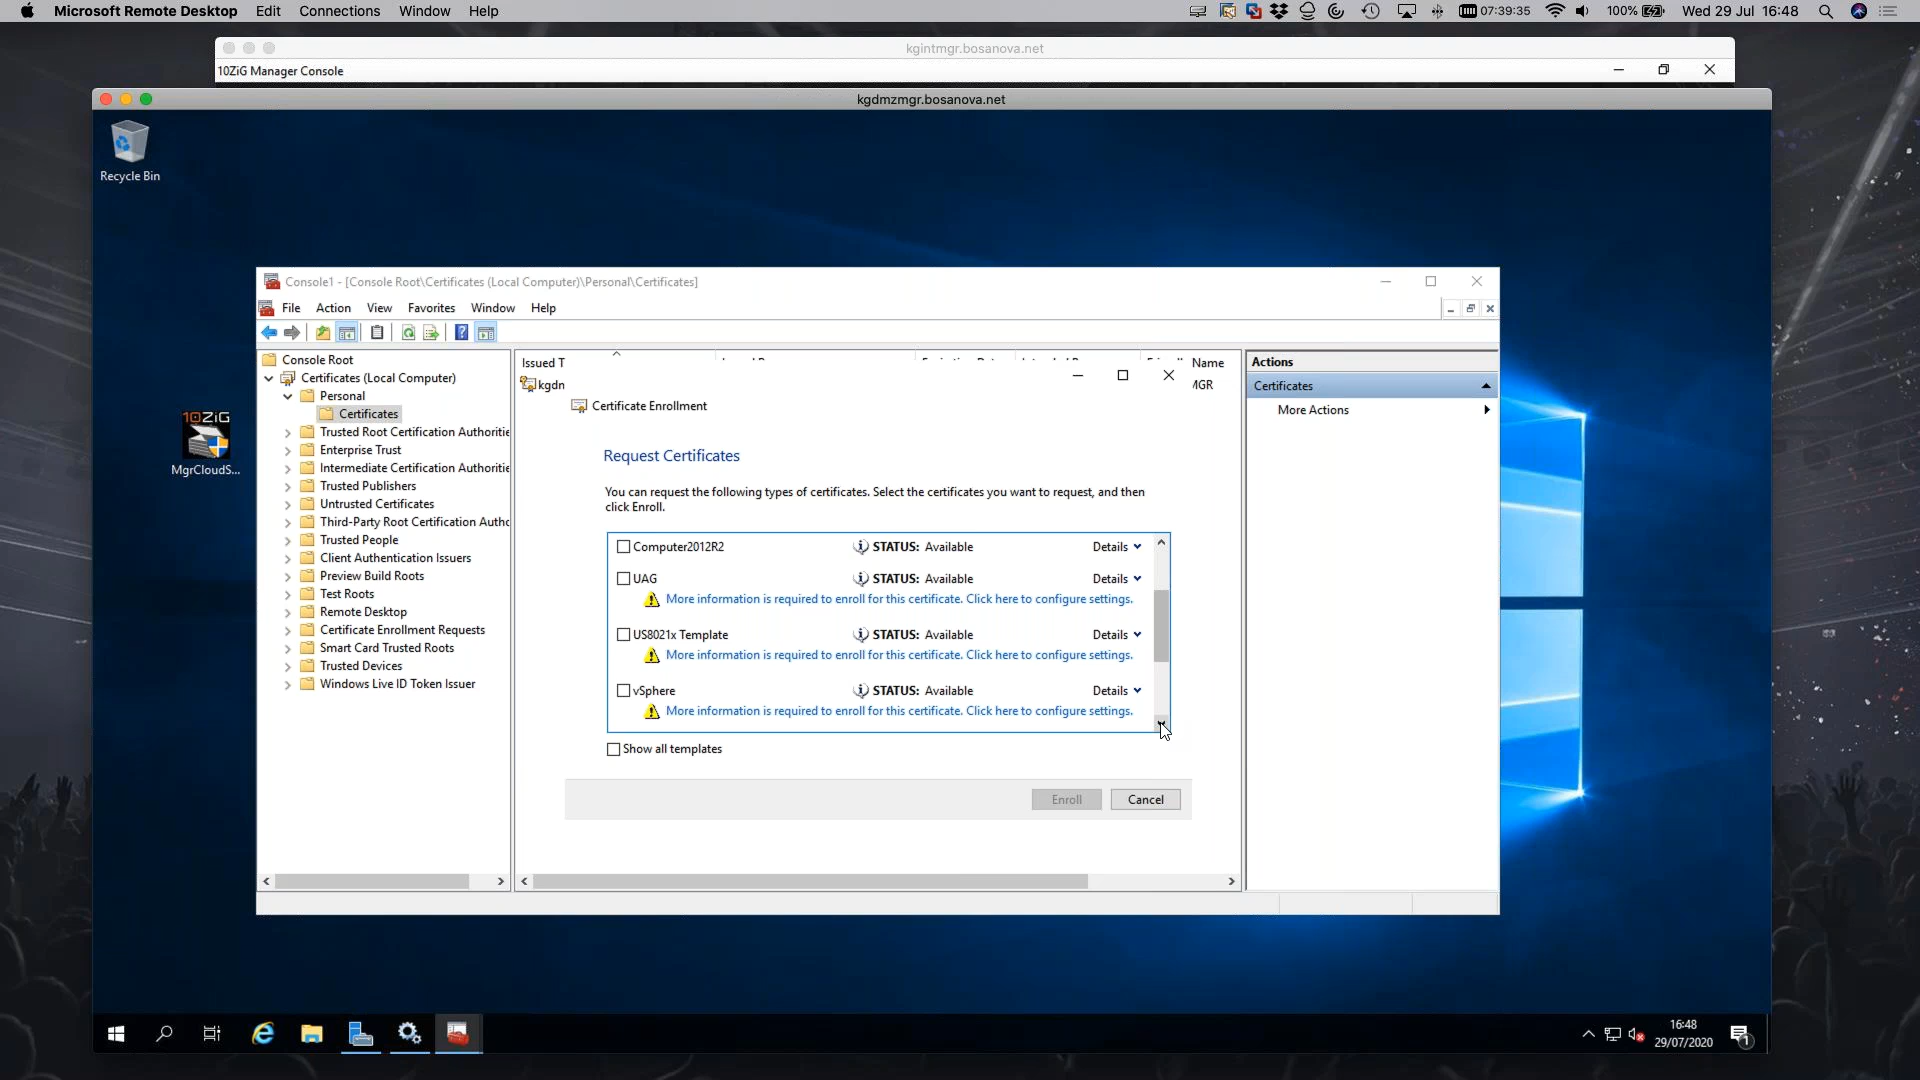 Microsoft Remote Desktop Edit Connections Window Help
07:39:35 100% Wed 29 Jul 16:48
kgintmgr.bosanova.net
10ZiG Manager Console
kgdmzmgr.bosanova.net
Recycle Bin
Console1 - [Console Root\Certificates (Local Computer)\Personal\Certificates]
File Action View Favorites Window Help
Console Root
Certificates (Local Computer)
Personal
Certificates
Trusted Root Certification Authoritie
Enterprise Trust
Intermediate Certification Authoritie
Trusted Publishers
Untrusted Certificates
Third-Party Root Certification Autho
Trusted People
Client Authentication Issuers
Preview Build Roots
Test Roots
Remote Desktop
Certificate Enrollment Requests
Smart Card Trusted Roots
Trusted Devices
Windows Live ID Token Issuer
10ZiG
MgrCloudS...
Issued T
Name
kgdn
MGR
Certificate Enrollment
Request Certificates
You can request the following types of certificates. Select the certificates you want to request, and then
click Enroll.
Computer2012R2 STATUS: Available Details
UAG STATUS: Available Details
More information is required to enroll for this certificate. Click here to configure settings.
US8021x Template STATUS: Available Details
More information is required to enroll for this certificate. Click here to configure settings.
vSphere STATUS: Available Details
More information is required to enroll for this certificate. Click here to configure settings.
Show all templates
Enroll Cancel
Actions
Certificates
More Actions
16:48
29/07/2020
1